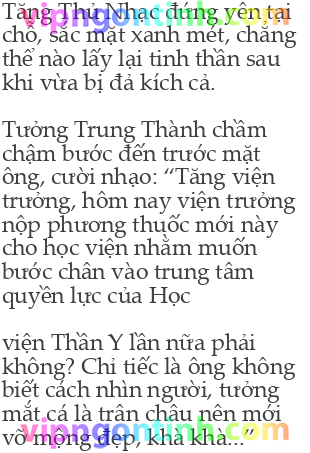 Tăng Thủ Nhạc đứng yên tại
chỗ, sắc mặt xanh mét, chẳng
thể nào lấy lại tinh thần sau
khi vừa bị đả kích cả.
Tưởng Trung Thành chầm
chậm bước đến trước mặt
ông, cười nhạo: “Tăng viện
trưởng, hôm nay viện trưởng
nộp phương thuốc mới này
cho học viện nhằm muốn
bước chân vào trung tâm
quyền lực của Học
viện Thần Y lần nữa phải
không? Chỉ tiếc là ông không
biết cách nhìn người, tưởng
mắt cá là trân châu nên mới
vỡ mộng đẹp, khà khà...”
vipngontinh.com
vipngontinh.com